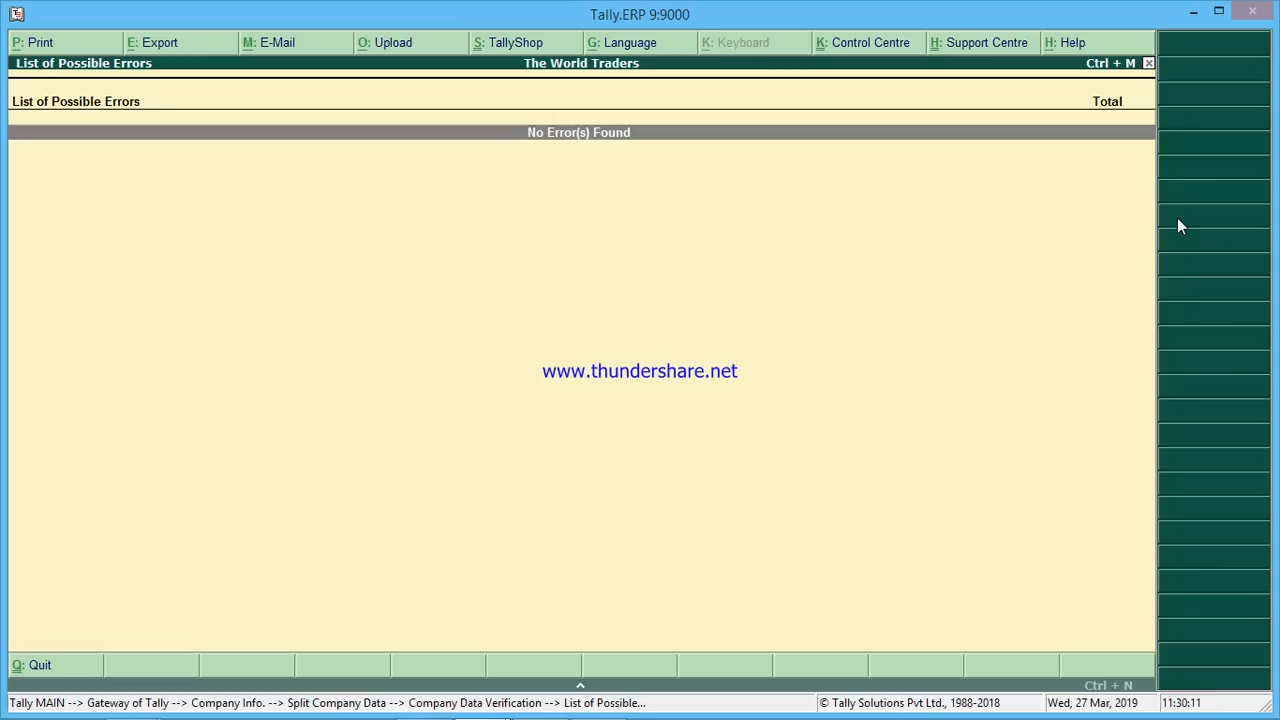 Tally.ERP 9:9000
P: Print E: Export M: E-Mail O: Upload S: TallyShop G: Language K: Keyboard K: Control Centre H: Support Centre H: Help
List of Possible Errors The World Traders Ctrl + M
List of Possible Errors Total
No Error(s) Found
www.thundershare.net
Q: Quit
Ctrl + N
Tally MAIN --> Gateway of Tally --> Company Info. --> Split Company Data --> Company Data Verification --> List of Possible... © Tally Solutions Pvt Ltd., 1988-2018 Wed, 27 Mar, 2019 11:30:11